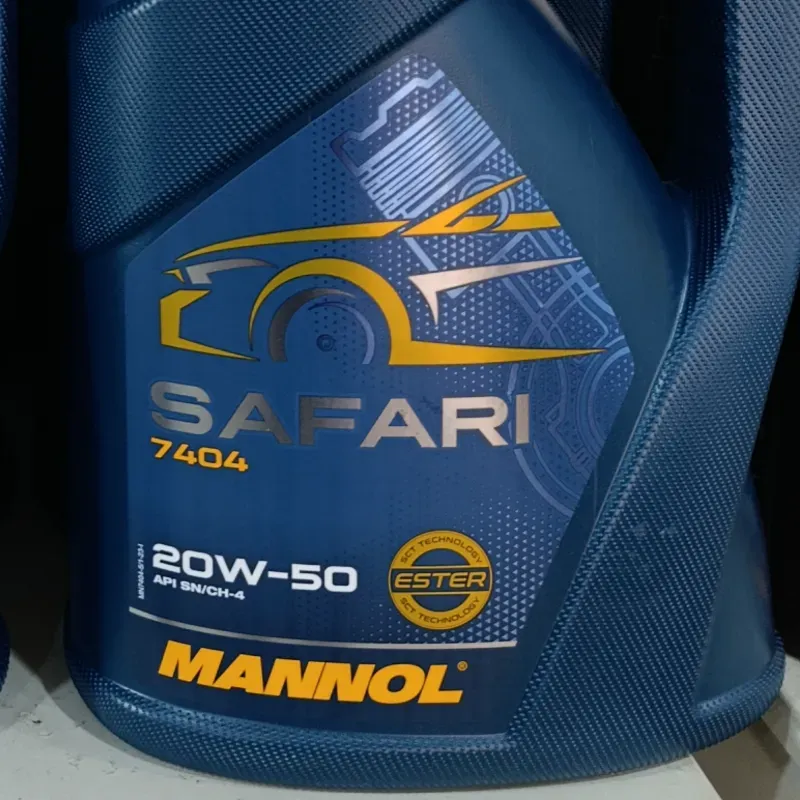 SAFARI
7404
20W-50
API SN/CH-4
SCT TECHNOLOGY
ESTER
SCT TECHNOLOGY
MANNOL®